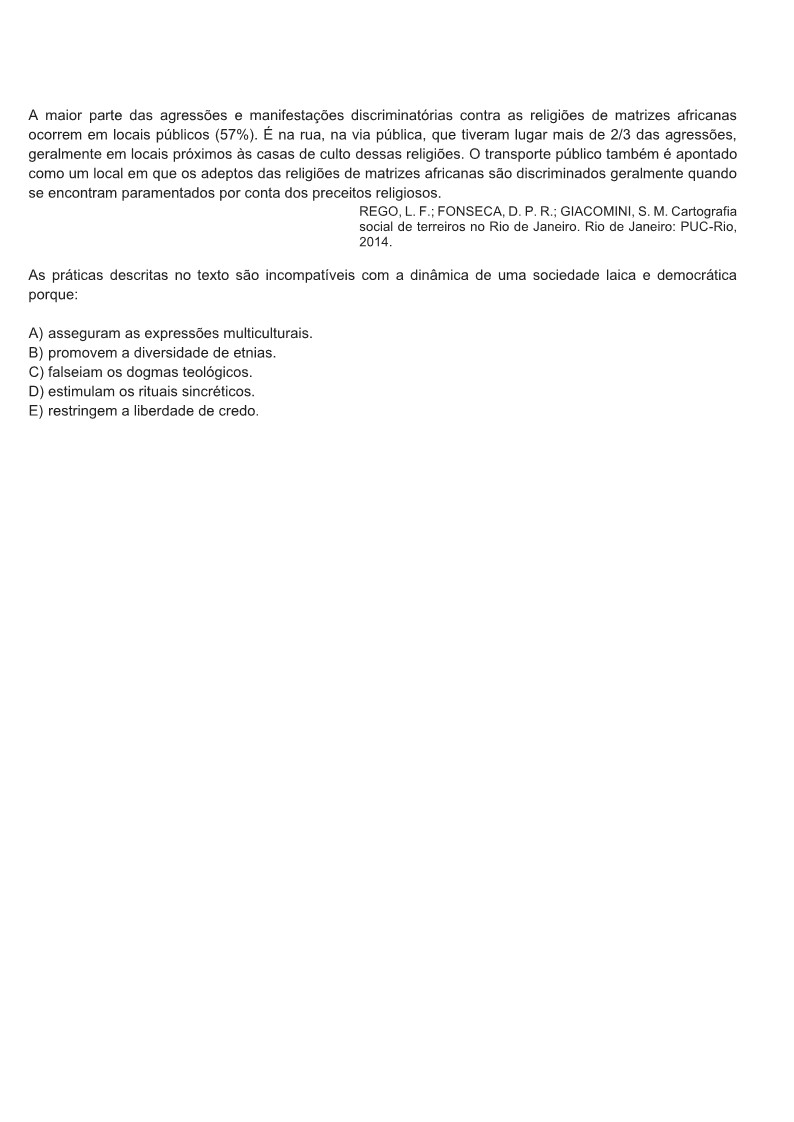 A maior parte das agressões e manifestações discriminatórias contra as religiões de matrizes africanas
ocorrem em locais públicos (57%). É na rua, na via pública, que tiveram lugar mais de 2/3 das agressões,
geralmente em locais próximos às casas de culto dessas religiões. O transporte público também é apontado
como um local em que os adeptos das religiões de matrizes africanas são discriminados geralmente quando
se encontram paramentados por conta dos preceitos religiosos.
REGO, L. F.; FONSECA, D. P. R.; GIACOMINI, S. M. Cartografia
social de terreiros no Rio de Janeiro. Rio de Janeiro: PUC-Rio,
2014.
As práticas descritas no texto são incompatíveis com a dinâmica de uma sociedade laica e democrática
porque:
A) asseguram as expressões multiculturais.
B) promovem a diversidade de etnias.
C) falseiam os dogmas teológicos.
D) estimulam os rituais sincréticos.
E) restringem a liberdade de credo.